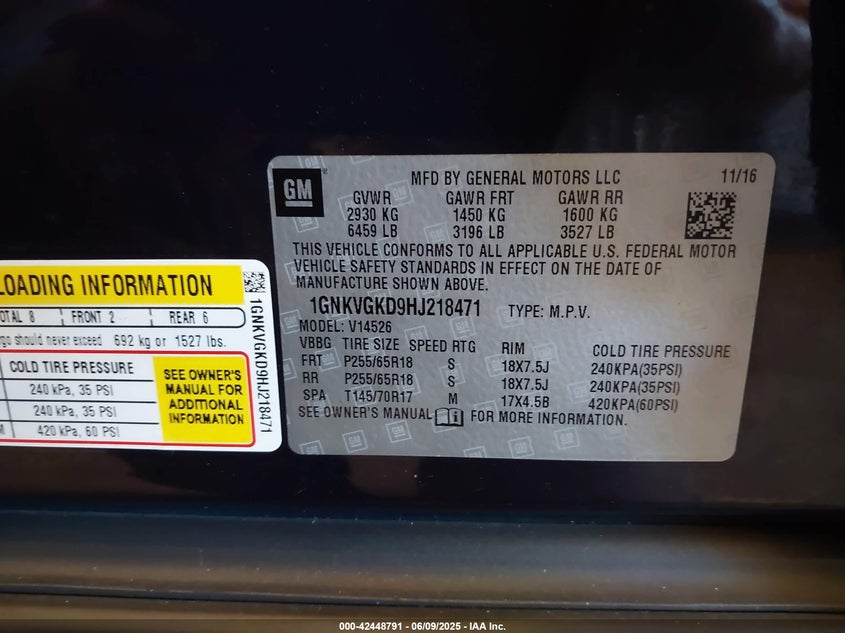 LOADING INFORMATION
TOTAL 8 FRONT 2 REAR 6
should never exceed 692 kg or 1527 lbs.
COLD TIRE PRESSURE
240 kPa, 35 PSI
240 kPa, 35 PSI
420 kPa, 60 PSI
SEE OWNER'S
MANUAL FOR
ADDITIONAL
INFORMATION
1GNKVGKD9HJ218471
GM
MFD BY GENERAL MOTORS LLC 11/16
GVWR GAWR FRT GAWR RR
2930 KG 1450 KG 1600 KG
6459 LB 3196 LB 3527 LB
THIS VEHICLE CONFORMS TO ALL APPLICABLE U.S. FEDERAL MOTOR
VEHICLE SAFETY STANDARDS IN EFFECT ON THE DATE OF
MANUFACTURE SHOWN ABOVE.
1GNKVGKD9HJ218471 TYPE: M.P.V.
MODEL: V14526
VBBG TIRE SIZE SPEED RTG RIM COLD TIRE PRESSURE
FRT P255/65R18 S 18X7.5J 240KPA(35PSI)
RR P255/65R18 S 18X7.5J 240KPA(35PSI)
SPA T145/70R17 M 17X4.5B 420KPA(60PSI)
SEE OWNER'S MANUAL FOR MORE INFORMATION.
000-42448791 - 06/09/2025 - IAA Inc.